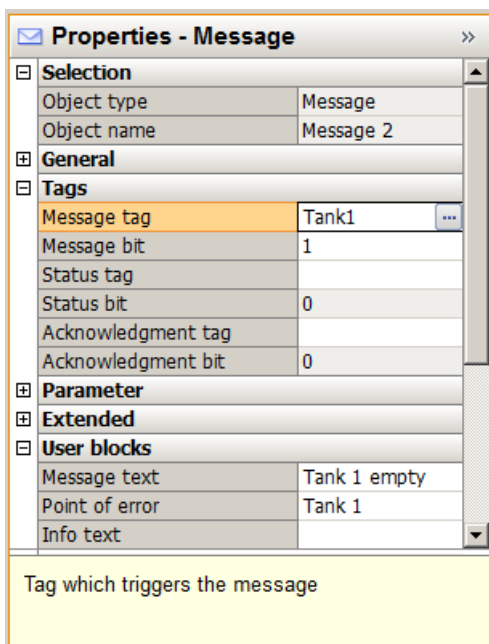 Properties - Message »
Selection
Object type Message
Object name Message 2
General
Tags
Message tag Tank1 ...
Message bit 1
Status tag
Status bit 0
Acknowledgment tag
Acknowledgment bit 0
Parameter
Extended
User blocks
Message text Tank 1 empty
Point of error Tank 1
Info text
Tag which triggers the message